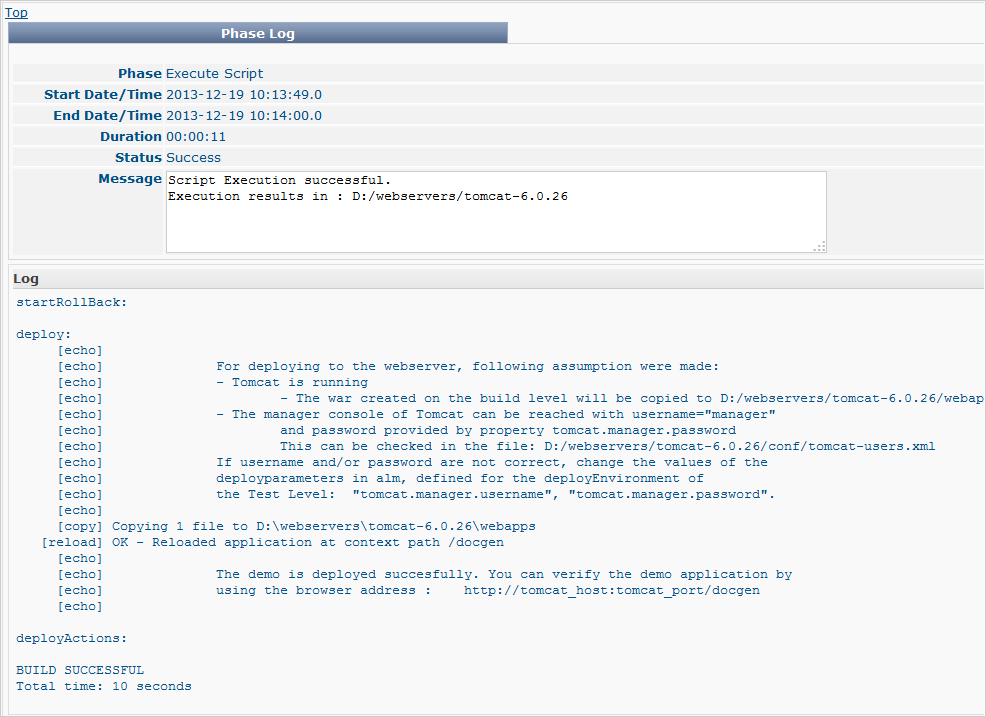 Top
Phase Log
Phase Execute Script
Start Date/Time 2013-12-19 10:13:49.0
End Date/Time 2013-12-19 10:14:00.0
Duration 00:00:11
Status Success
Message Script Execution successful.
Execution results in : D:/webservers/tomcat-6.0.26
Log
startRollBack:
deploy:
[echo]
[echo] For deploying to the webserver, following assumption were made:
[echo] - Tomcat is running
[echo] - The war created on the build level will be copied to D:/webservers/tomcat-6.0.26/webap
[echo] - The manager console of Tomcat can be reached with username="manager"
[echo] and password provided by property tomcat.manager.password
[echo] This can be checked in the file: D:/webservers/tomcat-6.0.26/conf/tomcat-users.xml
[echo] If username and/or password are not correct, change the values of the
[echo] deployparameters in alm, defined for the deployEnvironment of
[echo] the Test Level: "tomcat.manager.username", "tomcat.manager.password".
[echo]
[copy] Copying 1 file to D:\webservers\tomcat-6.0.26\webapps
[reload] OK - Reloaded application at context path /docgen
[echo]
[echo] The demo is deployed succesfully. You can verify the demo application by
[echo] using the browser address : http://tomcat_host:tomcat_port/docgen
[echo]
deployActions:
BUILD SUCCESSFUL
Total time: 10 seconds